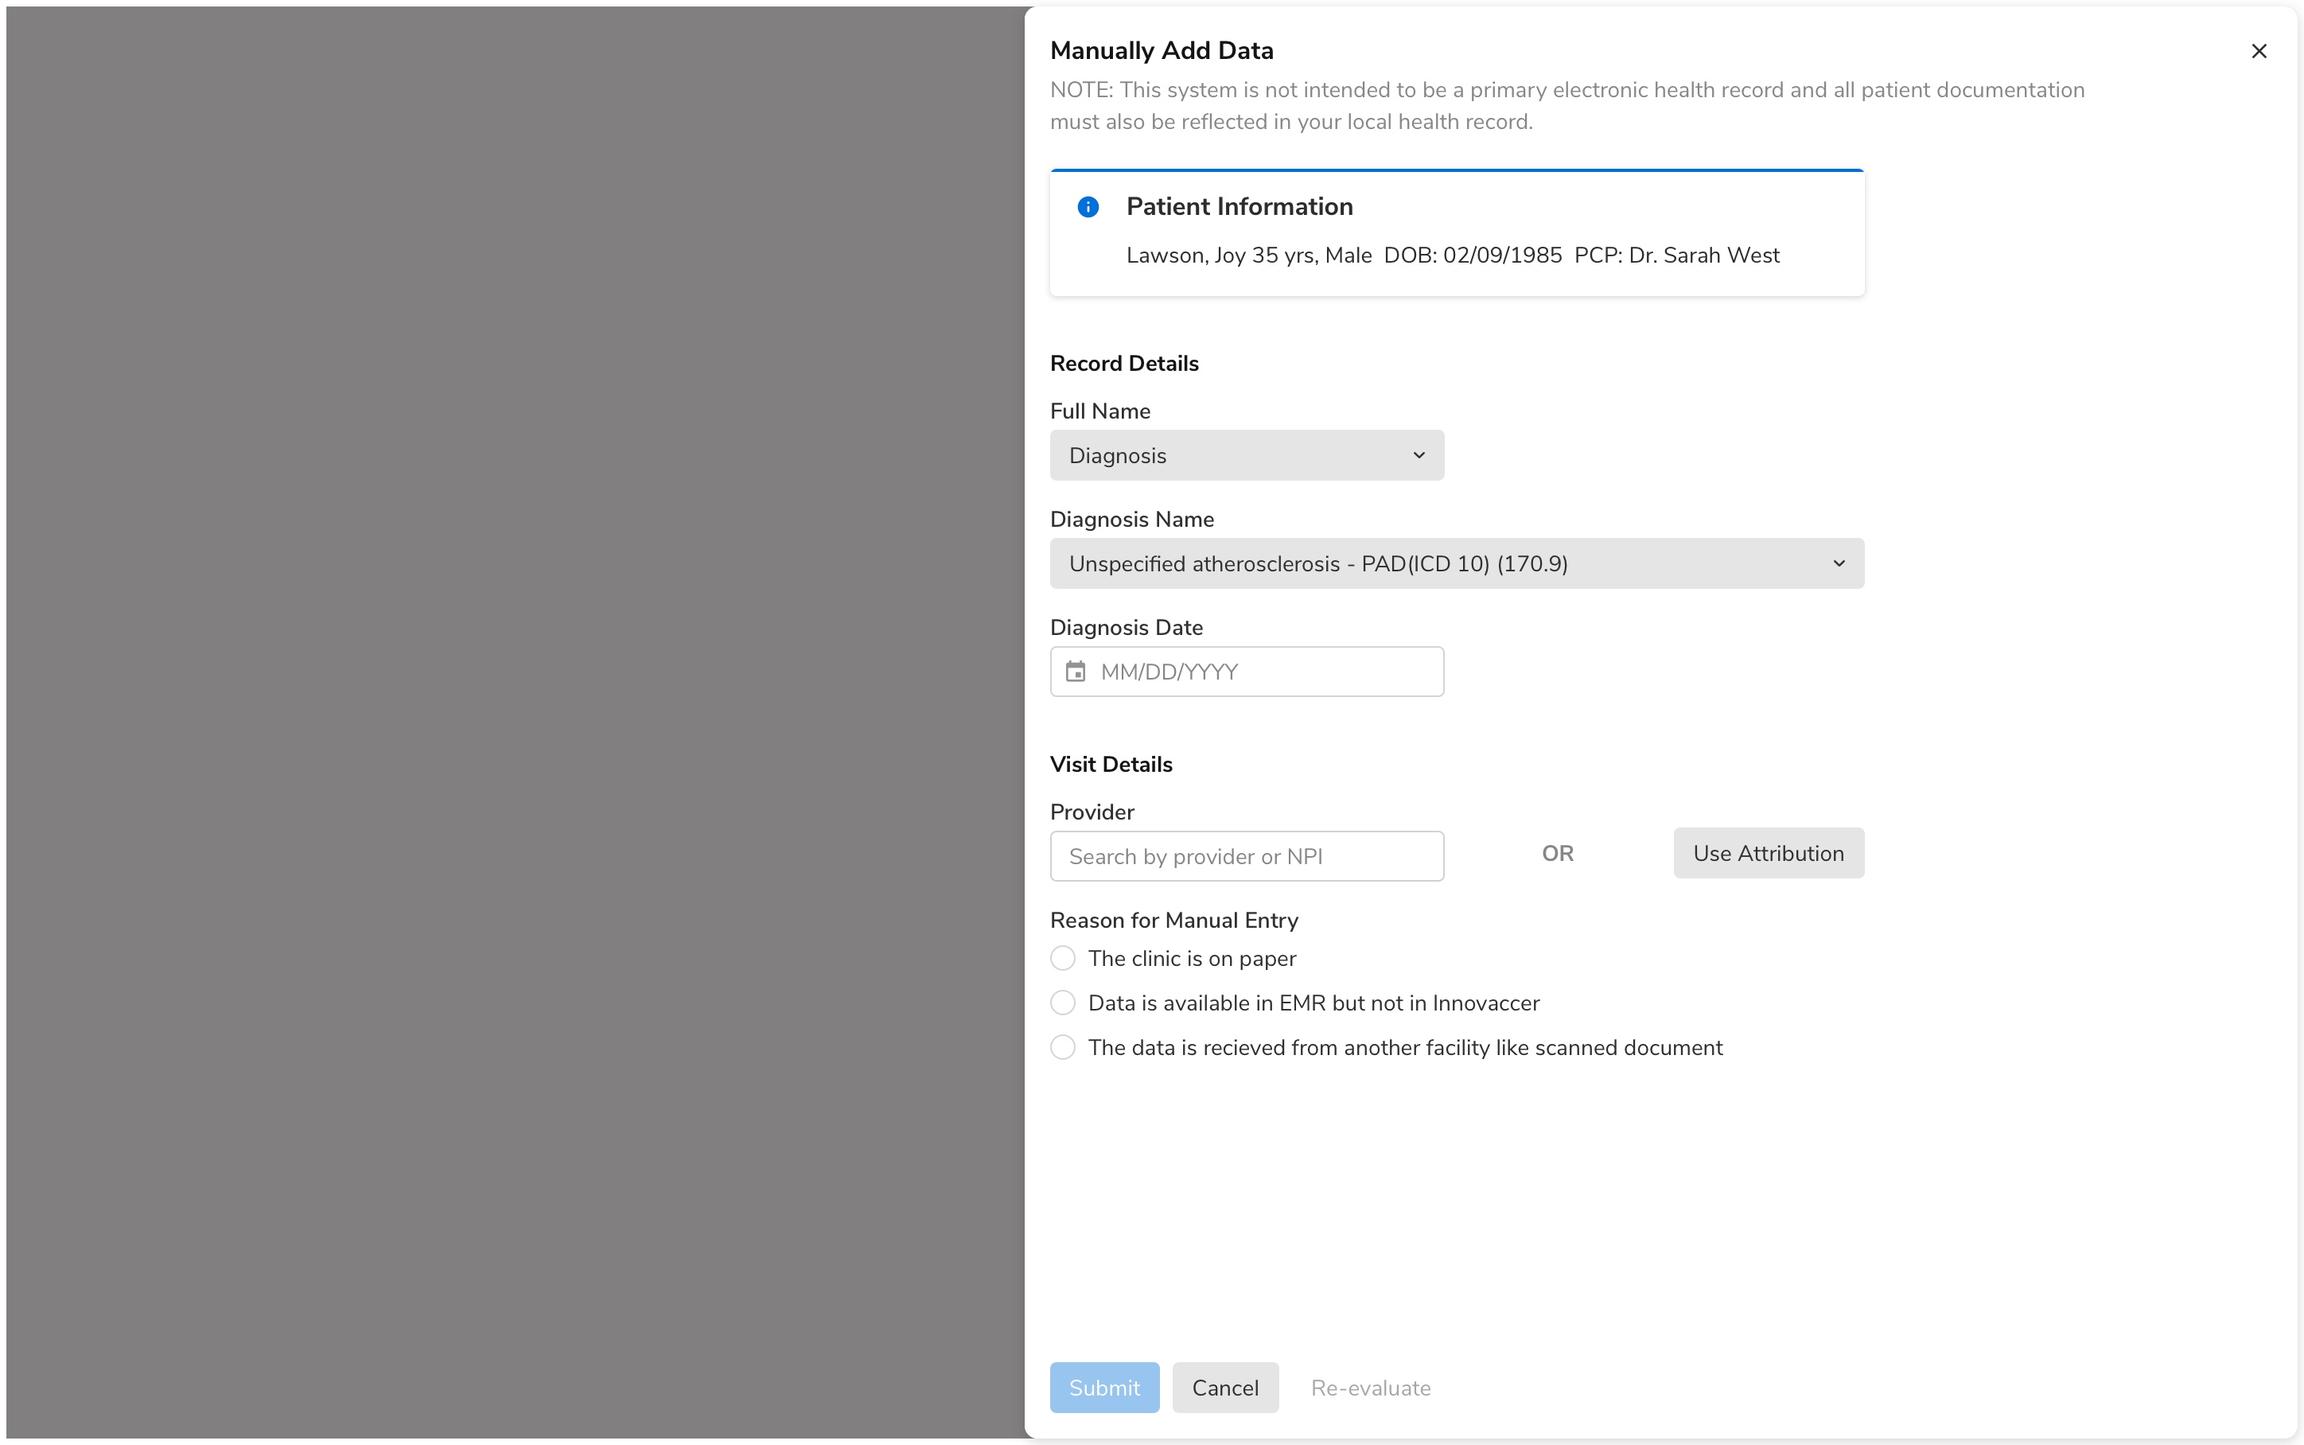 Manually Add Data
NOTE: This system is not intended to be a primary electronic health record and all patient documentation
must also be reflected in your local health record.
Patient Information
Lawson, Joy 35 yrs, Male DOB: 02/09/1985 PCP: Dr. Sarah West
Record Details
Full Name
Diagnosis
Diagnosis Name
Unspecified atherosclerosis - PAD(ICD 10) (170.9)
Diagnosis Date
MM/DD/YYYY
Visit Details
Provider
Search by provider or NPI
OR
Use Attribution
Reason for Manual Entry
The clinic is on paper
Data is available in EMR but not in Innovaccer
The data is recieved from another facility like scanned document
Submit
Cancel
Re-evaluate